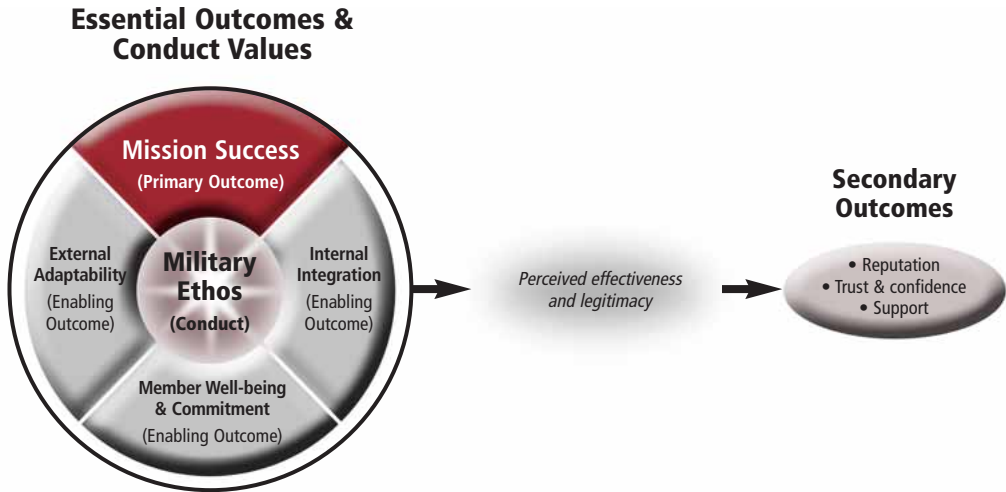 Essential Outcomes &
Conduct Values
Mission Success
(Primary Outcome)
External
Adaptability
(Enabling
Outcome)
Military
Ethos
(Conduct)
Internal
Integration
(Enabling
Outcome)
Member Well-being
& Commitment
(Enabling Outcome)
Perceived effectiveness
and legitimacy
Secondary
Outcomes
• Reputation
• Trust & confidence
• Support